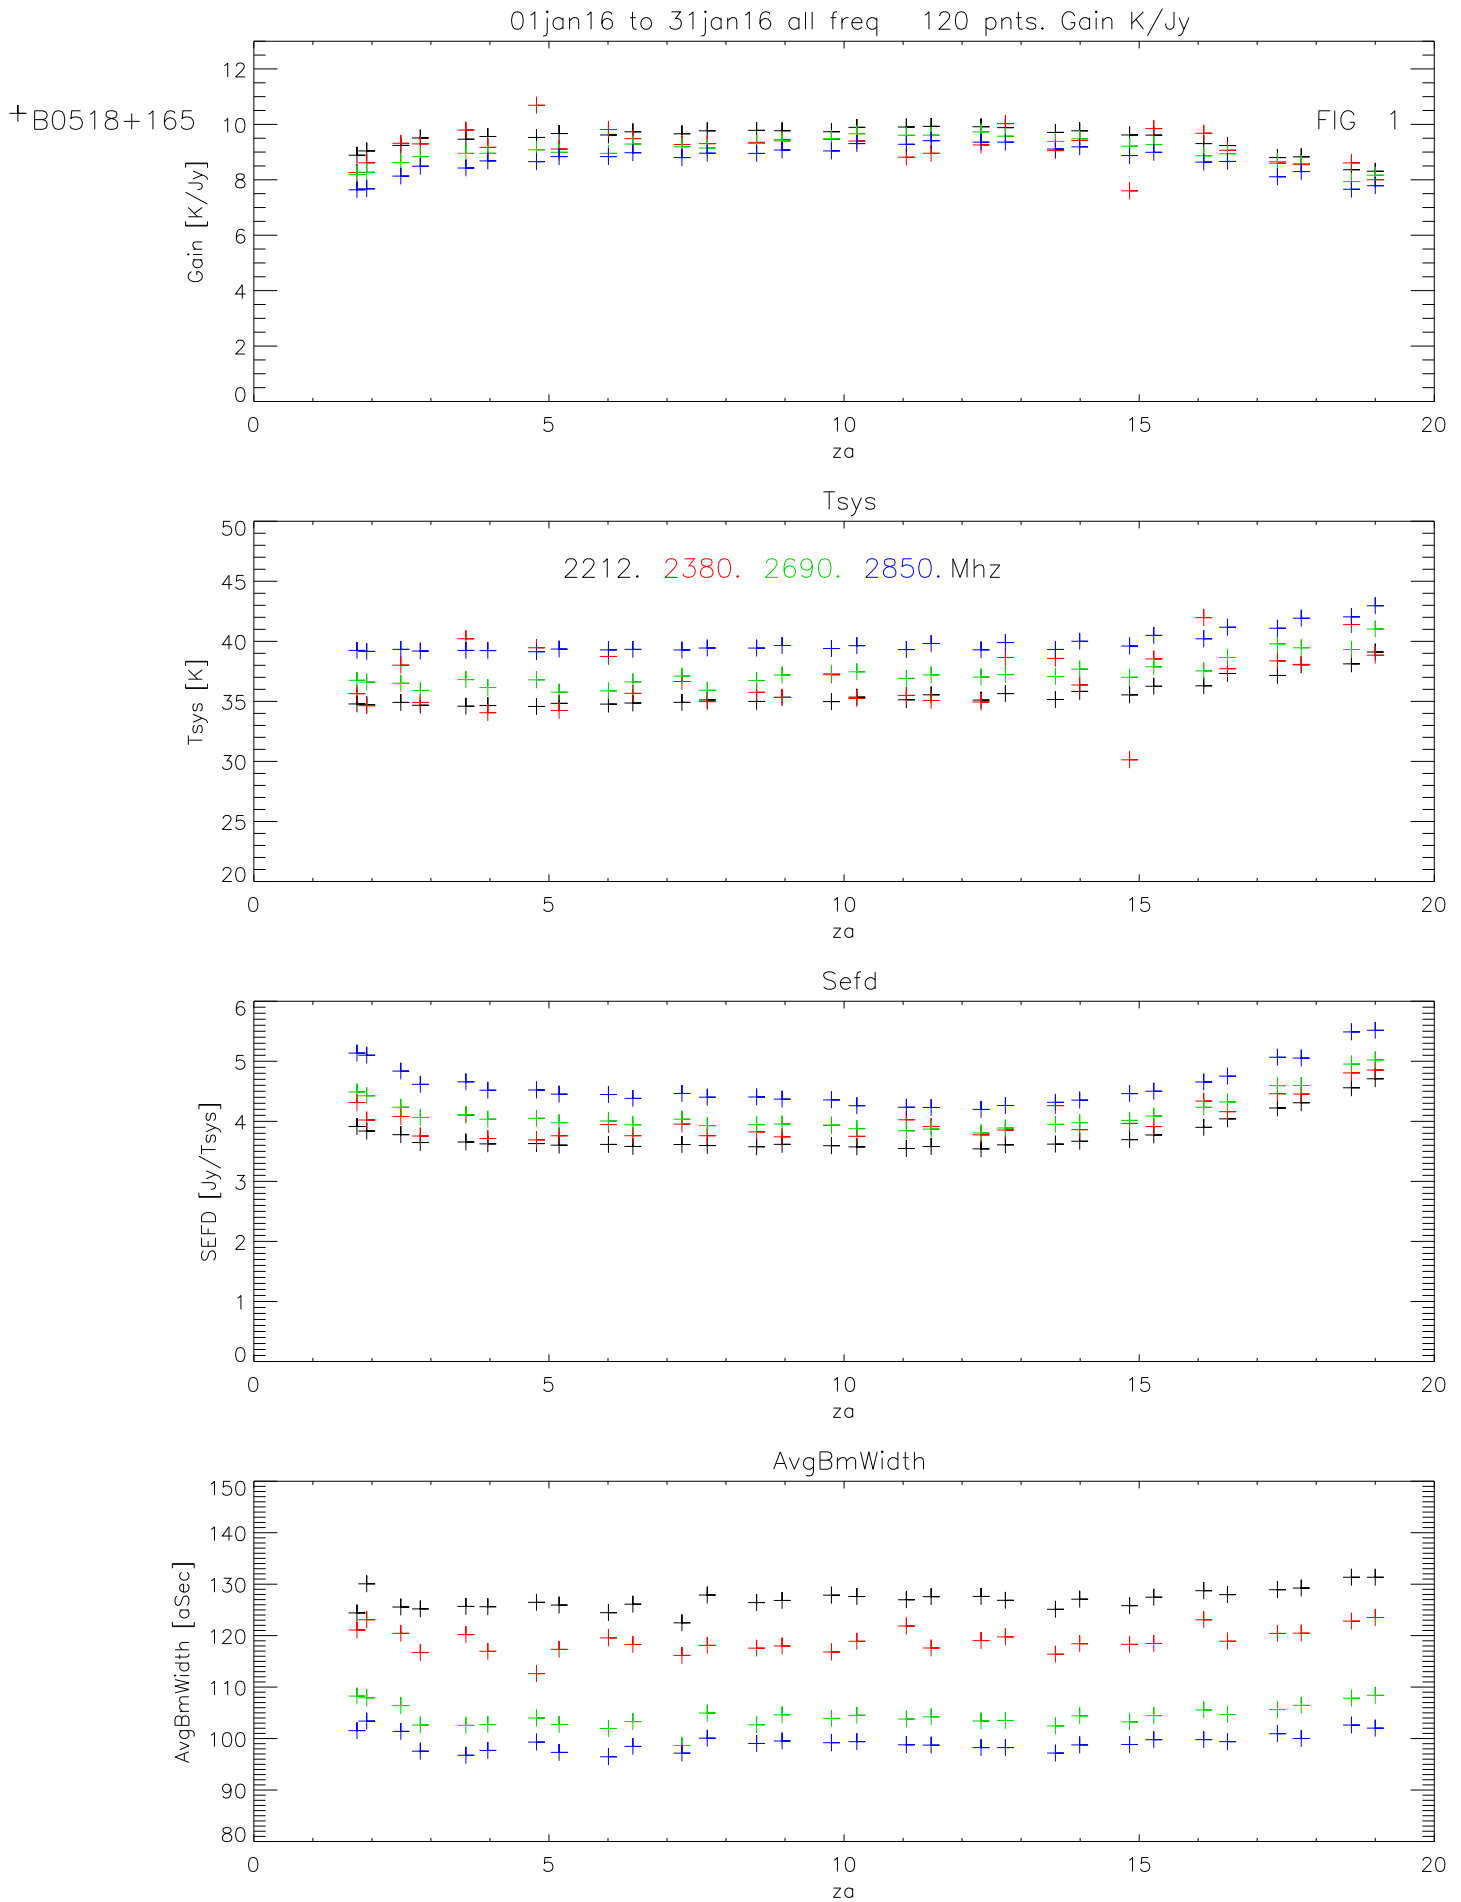 01jan16 to 31jan16 all freq 120 pnts. Gain K/Jy
+B0518+165
FIG 1
Gain [K/Jy]
12
10
8
6
4
2
0
0 5 10 15 20
za
Tsys
2212. 2380. 2690. 2850. Mhz
Tsys [K]
50
45
40
35
30
25
20
0 5 10 15 20
za
Sefd
SEFD [Jy/Tsys]
6
5
4
3
2
1
0
0 5 10 15 20
za
AvgBmWidth
AvgBmWidth [aSec]
150
140
130
120
110
100
90
80
0 5 10 15 20
za